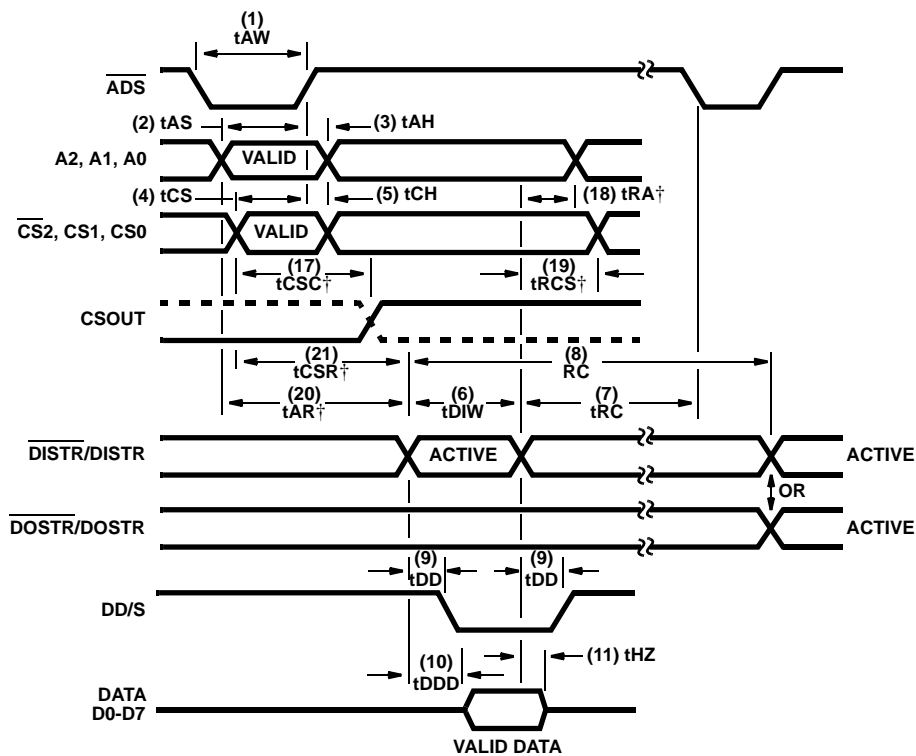 (1)
tAW
ADS
(2) tAS
(3) tAH
A2, A1, A0
VALID
(4) tCS
(5) tCH
(18) tRA†
CS2, CS1, CS0
VALID
(17)
tCSC†
(19)
tRCS†
CSOUT
(21)
tCSR†
(8)
RC
(20)
tAR†
(6)
tDIW
(7)
tRC
DISTR/DISTR
ACTIVE
ACTIVE
OR
DOSTR/DOSTR
ACTIVE
(9)
tDD
(9)
tDD
DD/S
(10)
tDDD
(11) tHZ
DATA
D0-D7
VALID DATA